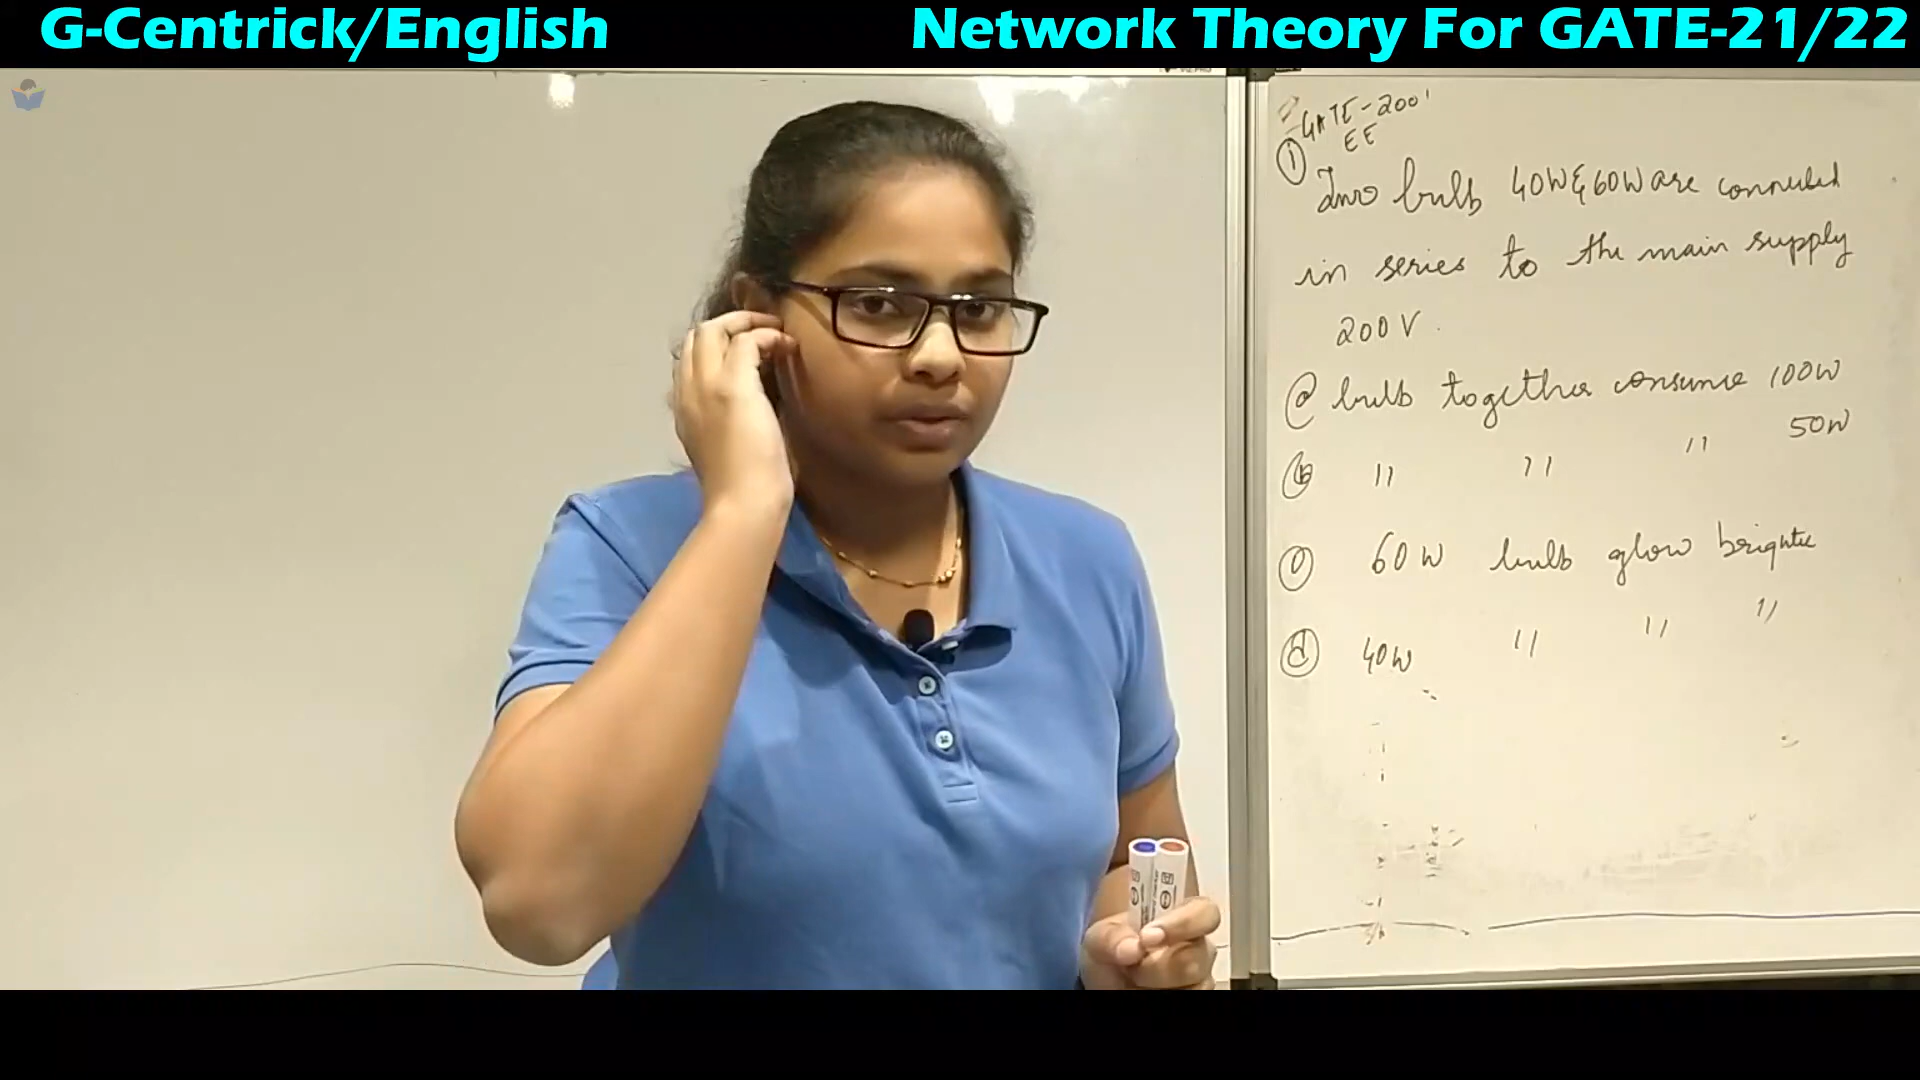 G-Centrick/English
Network Theory For GATE-21/22
GATE-2001
EE
① Two bulb 40W & 60W are connected
in series to the main supply
200V.
ⓐ bulb together consume 100W
ⓑ " " " 50W
ⓒ 60W bulb glow brighter
ⓓ 40W " " "